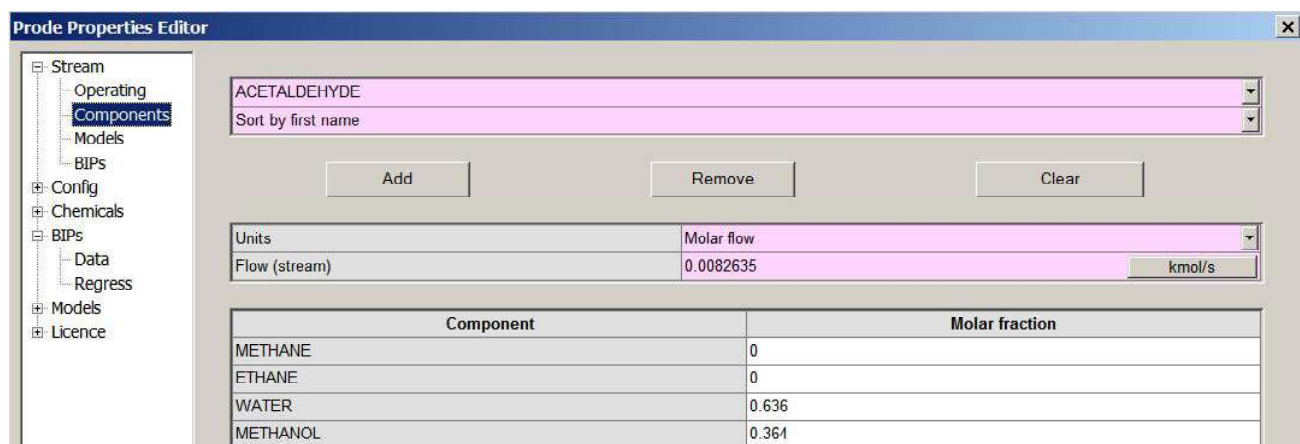 Prode Properties Editor
Stream
Operating
Components
Models
BIPs
Config
Chemicals
BIPs
Data
Regress
Models
Licence
ACETALDEHYDE
Sort by first name
Add Remove Clear
Units Molar flow
Flow (stream) 0.0082635 kmol/s
Component Molar fraction
METHANE 0
ETHANE 0
WATER 0.636
METHANOL 0.364